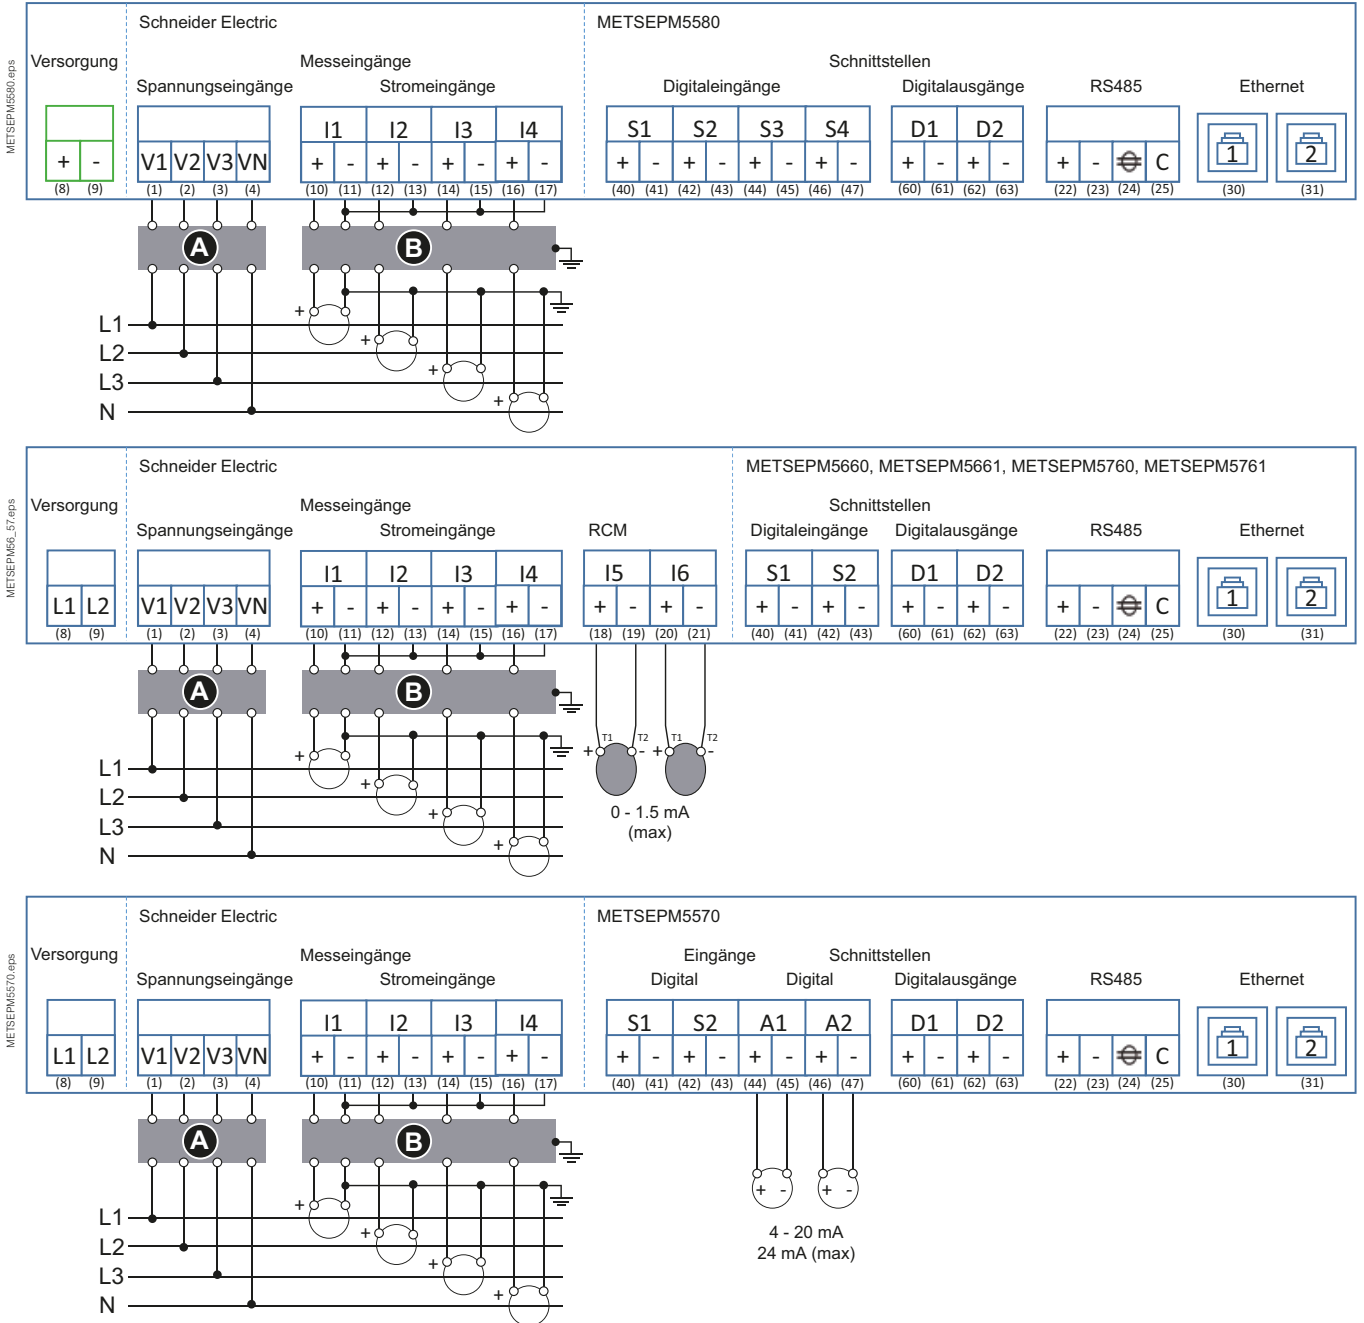 METSEPM5580.eps
Schneider Electric METSEPM5580
Versorgung Messeingänge Schnittstellen
Spannungseingänge Stromeingänge Digitaleingänge Digitalausgänge RS485 Ethernet
I1 I2 I3 I4 S1 S2 S3 S4 D1 D2
+ - V1 V2 V3 VN + - + - + - + - + - + - + - + - + - + - + - C 1 2
(8) (9) (1) (2) (3) (4) (10) (11) (12) (13) (14) (15) (16) (17) (40) (41) (42) (43) (44) (45) (46) (47) (60) (61) (62) (63) (22) (23) (24) (25) (30) (31)
A B
+
L1
+
L2
+
L3
+
N
METSEPM56_57.eps
Schneider Electric METSEPM5660, METSEPM5661, METSEPM5760, METSEPM5761
Versorgung Messeingänge Schnittstellen
Spannungseingänge Stromeingänge RCM Digitaleingänge Digitalausgänge RS485 Ethernet
I1 I2 I3 I4 I5 I6 S1 S2 D1 D2
L1 L2 V1 V2 V3 VN + - + - + - + - + - + - + - + - + - + - + - C 1 2
(8) (9) (1) (2) (3) (4) (10) (11) (12) (13) (14) (15) (16) (17) (18) (19) (20) (21) (40) (41) (42) (43) (60) (61) (62) (63) (22) (23) (24) (25) (30) (31)
A B
T1 T2 T1 T2
+ + - + -
L1
+
L2
0 - 1.5 mA
+
L3
(max)
+
N
METSEPM5570.eps
Schneider Electric METSEPM5570
Versorgung Messeingänge Eingänge Schnittstellen
Spannungseingänge Stromeingänge Digital Digital Digitalausgänge RS485 Ethernet
I1 I2 I3 I4 S1 S2 A1 A2 D1 D2
L1 L2 V1 V2 V3 VN + - + - + - + - + - + - + - + - + - + - + - C 1 2
(8) (9) (1) (2) (3) (4) (10) (11) (12) (13) (14) (15) (16) (17) (40) (41) (42) (43) (44) (45) (46) (47) (60) (61) (62) (63) (22) (23) (24) (25) (30) (31)
A B
+ - + -
+
L1
+
4 - 20 mA
L2
24 mA (max)
+
L3
+
N